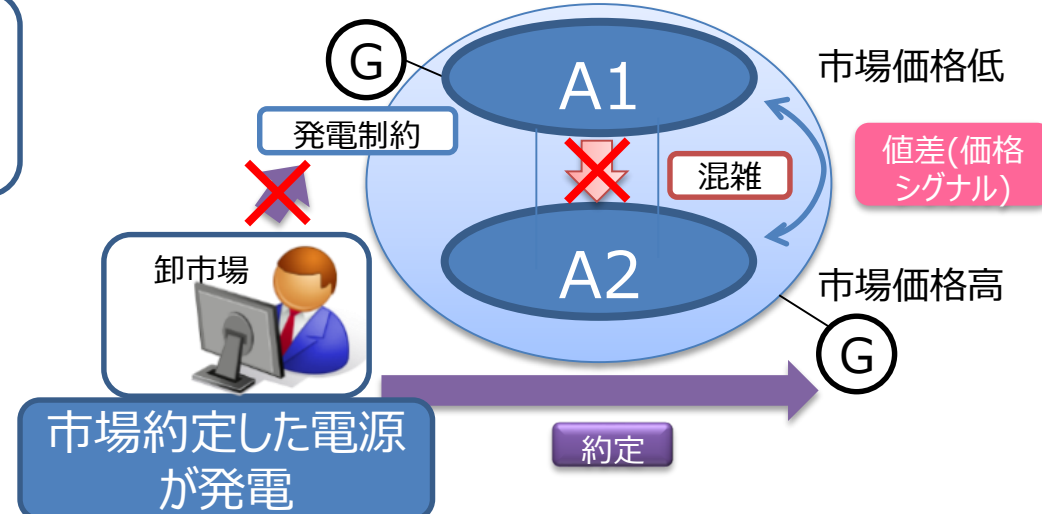 G
A1
市場価格低
発電制約
混雑
値差(価格
シグナル)
卸市場
A2
市場価格高
G
市場約定した電源
が発電
約定